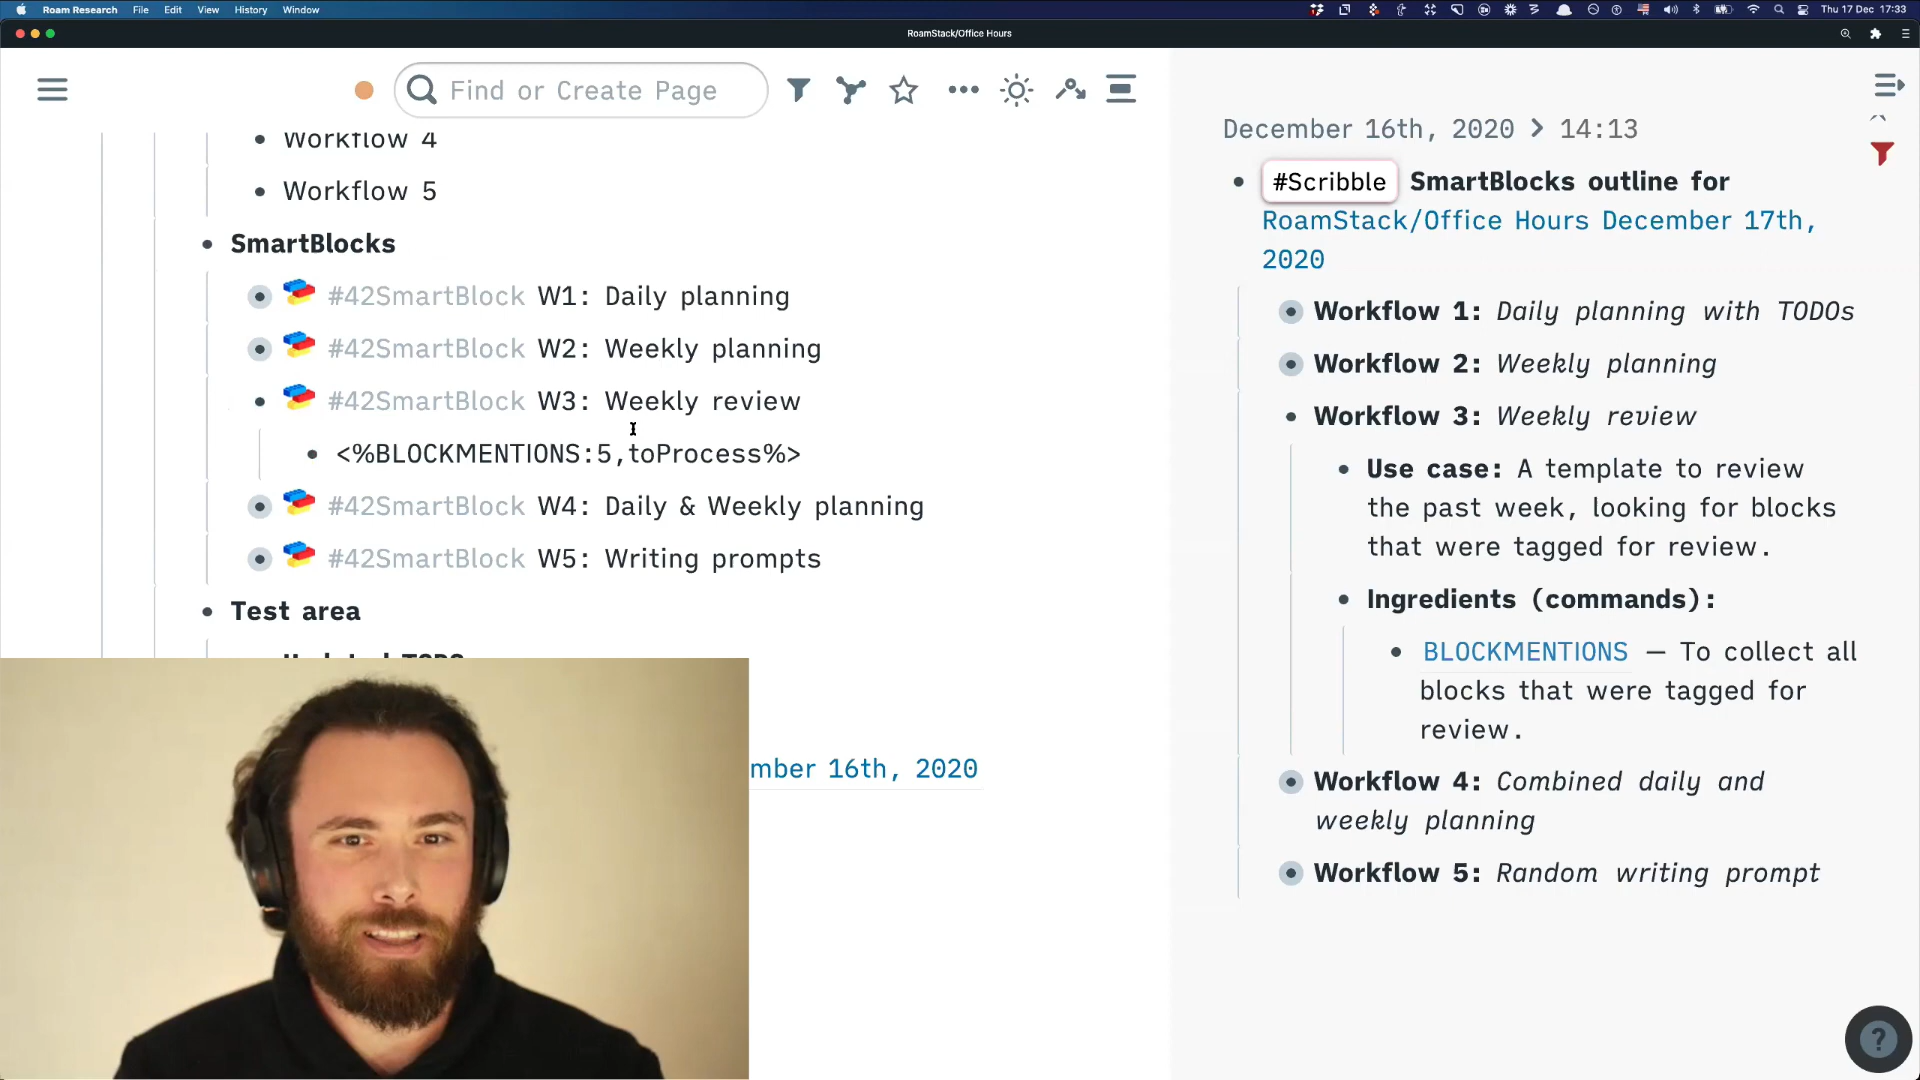 Roam Research File Edit View History Window
Thu 17 Dec 17:33
RoamStack/Office Hours
Find or Create Page
Workflow 4
Workflow 5
SmartBlocks
#42SmartBlock W1: Daily planning
#42SmartBlock W2: Weekly planning
#42SmartBlock W3: Weekly review
<%BLOCKMENTIONS:5,toProcess%>
#42SmartBlock W4: Daily & Weekly planning
#42SmartBlock W5: Writing prompts
Test area
mber 16th, 2020
December 16th, 2020 > 14:13
#Scribble SmartBlocks outline for
RoamStack/Office Hours December 17th,
2020
Workflow 1: Daily planning with TODOs
Workflow 2: Weekly planning
Workflow 3: Weekly review
Use case: A template to review
the past week, looking for blocks
that were tagged for review.
Ingredients (commands):
BLOCKMENTIONS — To collect all
blocks that were tagged for
review.
Workflow 4: Combined daily and
weekly planning
Workflow 5: Random writing prompt
?